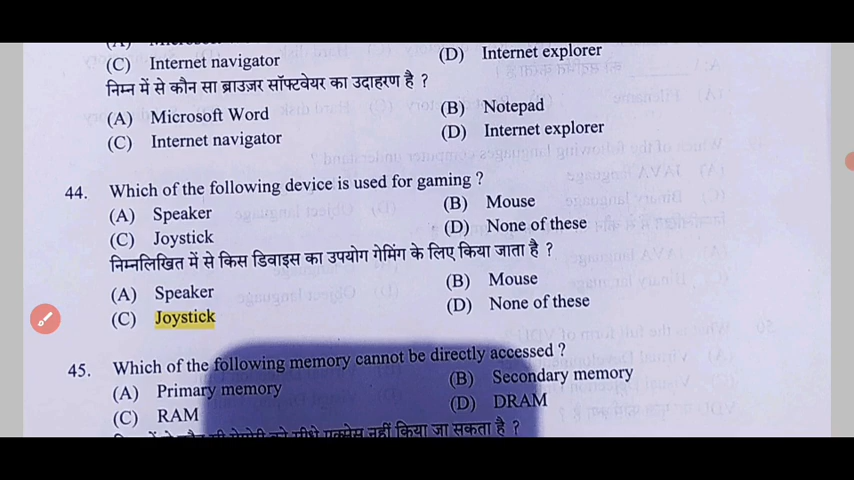 (C) Internet navigator (D) Internet explorer
निम्न में से कौन सा ब्राउज़र सॉफ्टवेयर का उदाहरण है ?
(A) Microsoft Word (B) Notepad
(C) Internet navigator (D) Internet explorer
44. Which of the following device is used for gaming ?
(A) Speaker (B) Mouse
(C) Joystick (D) None of these
निम्नलिखित में से किस डिवाइस का उपयोग गेमिंग के लिए किया जाता है ?
(A) Speaker (B) Mouse
(C) Joystick (D) None of these
45. Which of the following memory cannot be directly accessed ?
(A) Primary memory (B) Secondary memory
(C) RAM (D) DRAM
निम्न में से कौन सी मेमोरी को सीधे एक्सेस नहीं किया जा सकता है ?